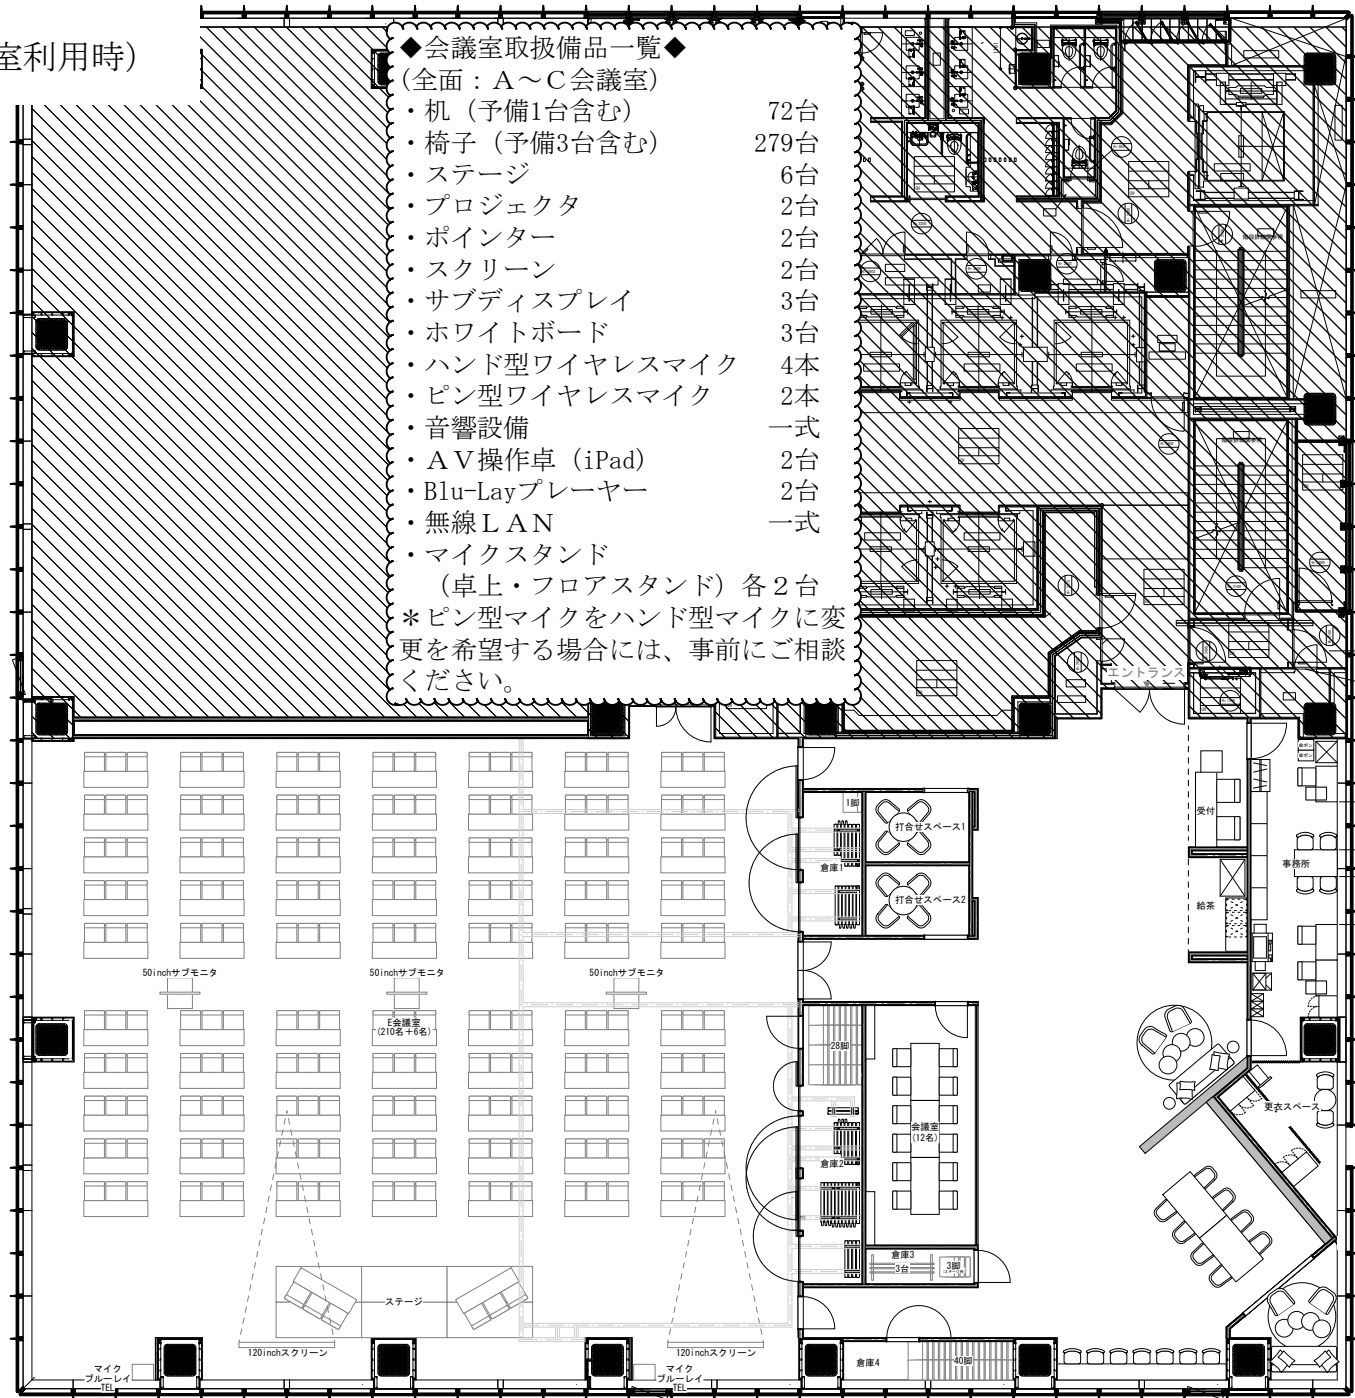 室利用時）
◆会議室取扱備品一覧◆
（全面：Ａ～Ｃ会議室）
・机（予備1台含む） 72台
・椅子（予備3台含む） 279台
・ステージ 6台
・プロジェクタ 2台
・ポインター 2台
・スクリーン 2台
・サブディスプレイ 3台
・ホワイトボード 3台
・ハンド型ワイヤレスマイク 4本
・ピン型ワイヤレスマイク 2本
・音響設備 一式
・ＡＶ操作卓（iPad） 2台
・Blu-Layプレーヤー 2台
・無線ＬＡＮ 一式
・マイクスタンド
（卓上・フロアスタンド）各２台
＊ピン型マイクをハンド型マイクに変
更を希望する場合には、事前にご相談
ください。
エントランス
1脚
打合せスペース1
倉庫1
打合せスペース2
受付
事務所
給茶
50inchサブモニタ
50inchサブモニタ
50inchサブモニタ
E会議室
(210名＋6名)
28脚
会議室
(12名)
倉庫2
更衣スペース
倉庫3
3台
3脚
ステージ
120inchスクリーン
120inchスクリーン
マイク
ブルーレイ
TEL
マイク
ブルーレイ
TEL
倉庫4
40脚